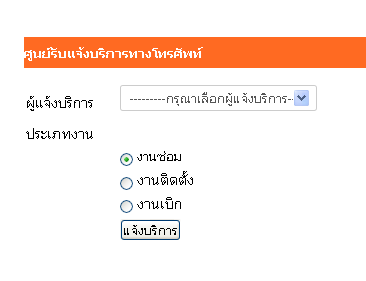 ศูนย์รับแจ้งบริการทางโทรศัพท์
ผู้แจ้งบริการ ---------กรุณาเลือกผู้แจ้งบริการ--
ประเภทงาน
งานซ่อม
งานติดตั้ง
งานเบิก
แจ้งบริการ